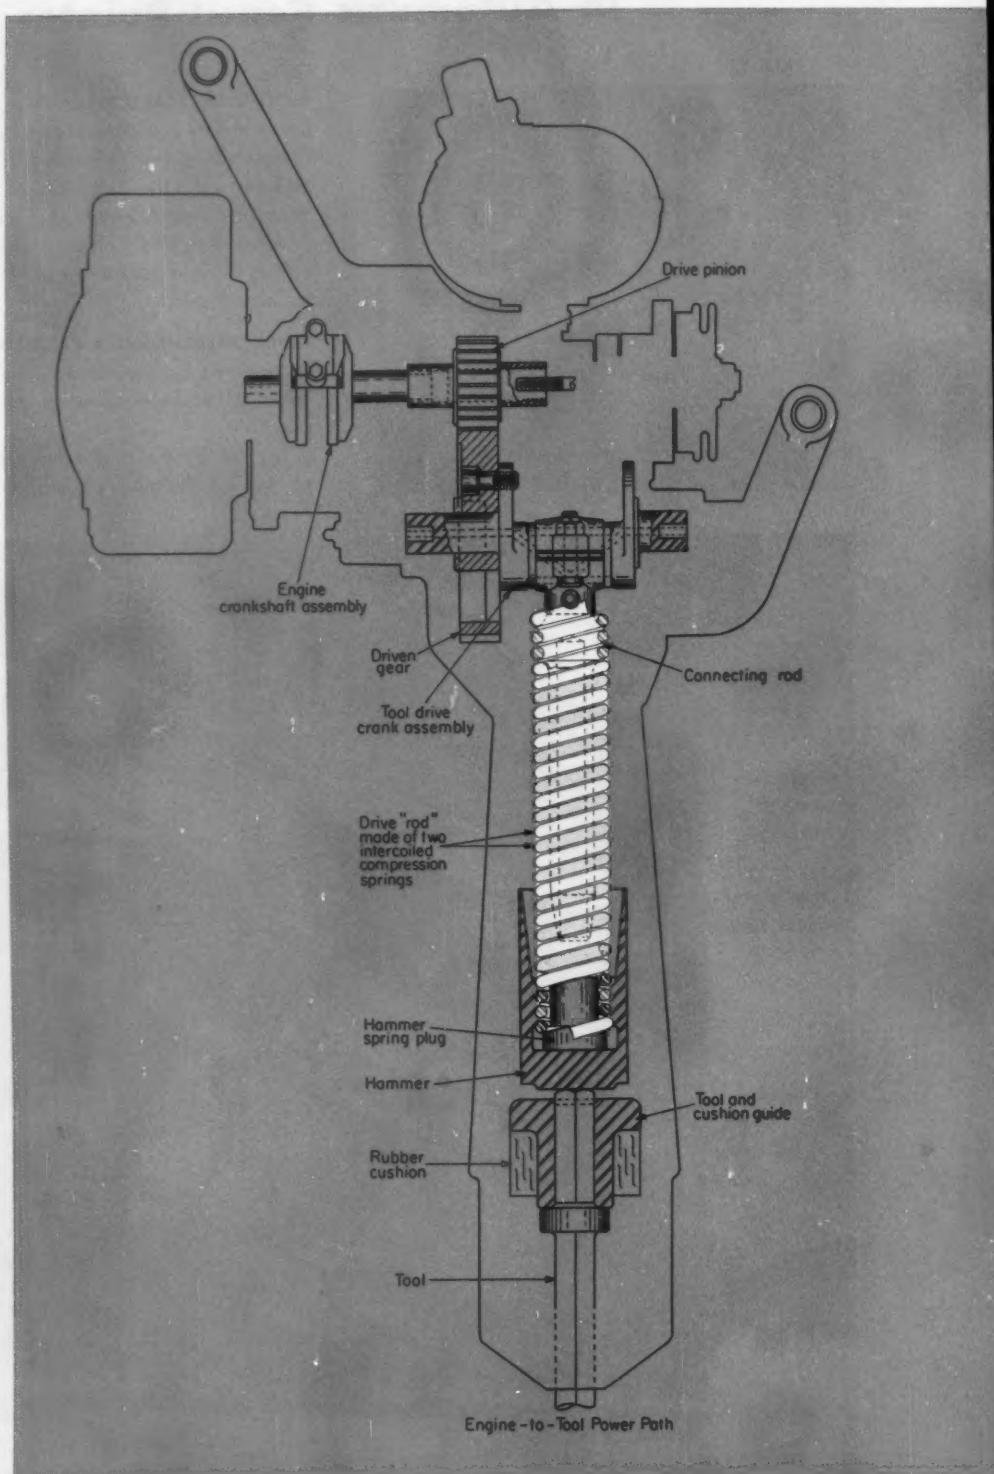 Drive pinion
Engine
crankshaft assembly
Driven
gear
Connecting rod
Tool drive
crank assembly
Drive "rod"
made of two
intercoiled
compression
springs
Hammer
spring plug
Hammer
Tool and
cushion guide
Rubber
cushion
Tool
Engine-to-Tool Power Path